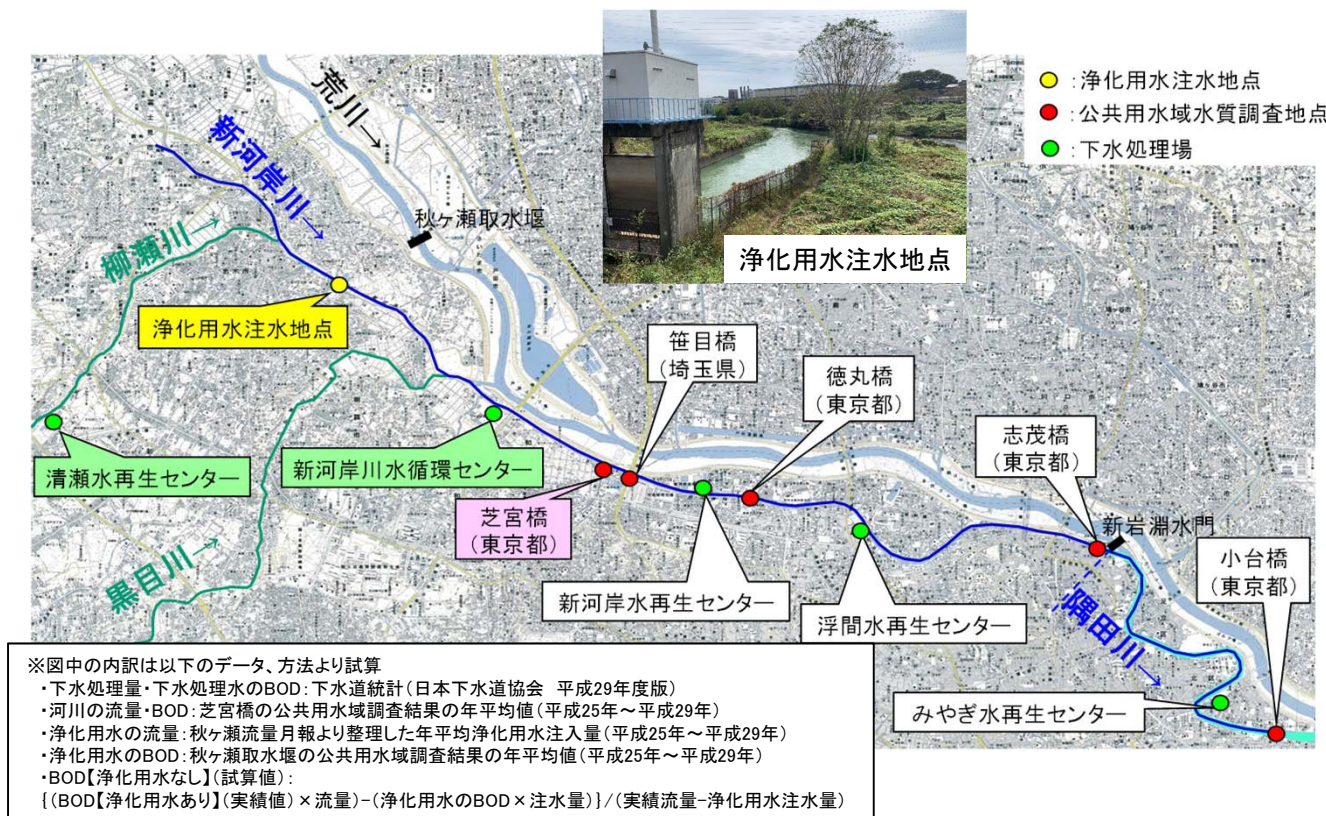 荒川→
新河岸川→
柳瀬川→
秋ヶ瀬取水堰
浄化用水注水地点
：浄化用水注水地点
：公共用水域水質調査地点
：下水処理場
浄化用水注水地点
笹目橋
（埼玉県）
徳丸橋
（東京都）
志茂橋
（東京都）
新岩淵水門
小台橋
（東京都）
清瀬水再生センター
新河岸川水循環センター
芝宮橋
（東京都）
黒目川→
新河岸水再生センター
浮間水再生センター
隅田川→
みやぎ水再生センター
※図中の内訳は以下のデータ、方法より試算
・下水処理量・下水処理水のBOD：下水道統計（日本下水道協会　平成29年度版）
・河川の流量・BOD：芝宮橋の公共用水域調査結果の年平均値（平成25年～平成29年）
・浄化用水の流量：秋ヶ瀬流量月報より整理した年平均浄化用水注入量（平成25年～平成29年）
・浄化用水のBOD：秋ヶ瀬取水堰の公共用水域調査結果の年平均値（平成25年～平成29年）
・BOD【浄化用水なし】（試算値）：
{（BOD【浄化用水あり】（実績値）×流量）－（浄化用水のBOD×注水量）}/（実績流量－浄化用水注水量）